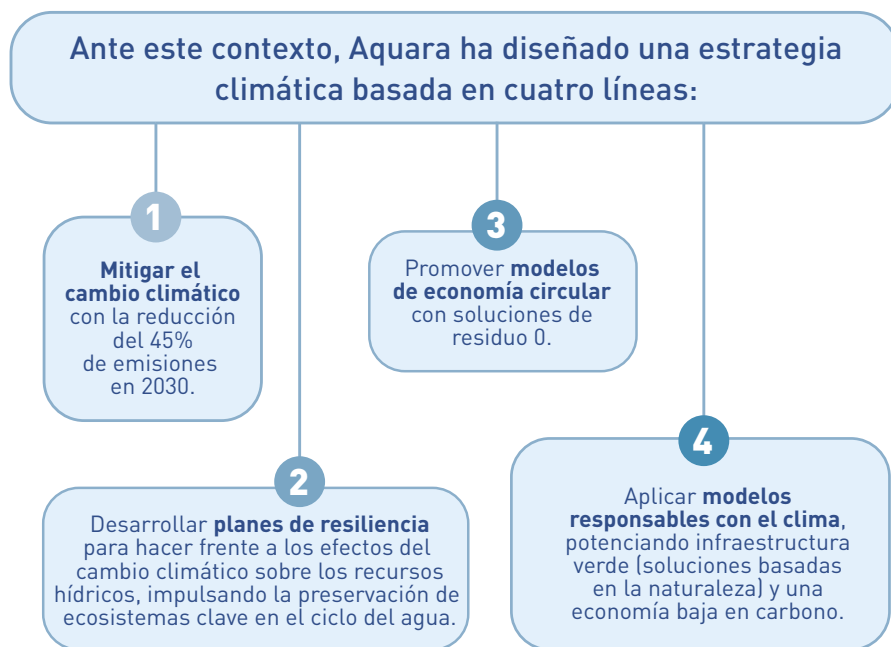 Ante este contexto, Aquara ha diseñado una estrategia
climática basada en cuatro líneas:
1
Mitigar el
cambio climático
con la reducción
del 45%
de emisiones
en 2030.
2
Desarrollar planes de resiliencia
para hacer frente a los efectos del
cambio climático sobre los recursos
hídricos, impulsando la preservación de
ecosistemas clave en el ciclo del agua.
3
Promover modelos
de economía circular
con soluciones de
residuo 0.
4
Aplicar modelos
responsables con el clima,
potenciando infraestructura
verde (soluciones basadas
en la naturaleza) y una
economía baja en carbono.